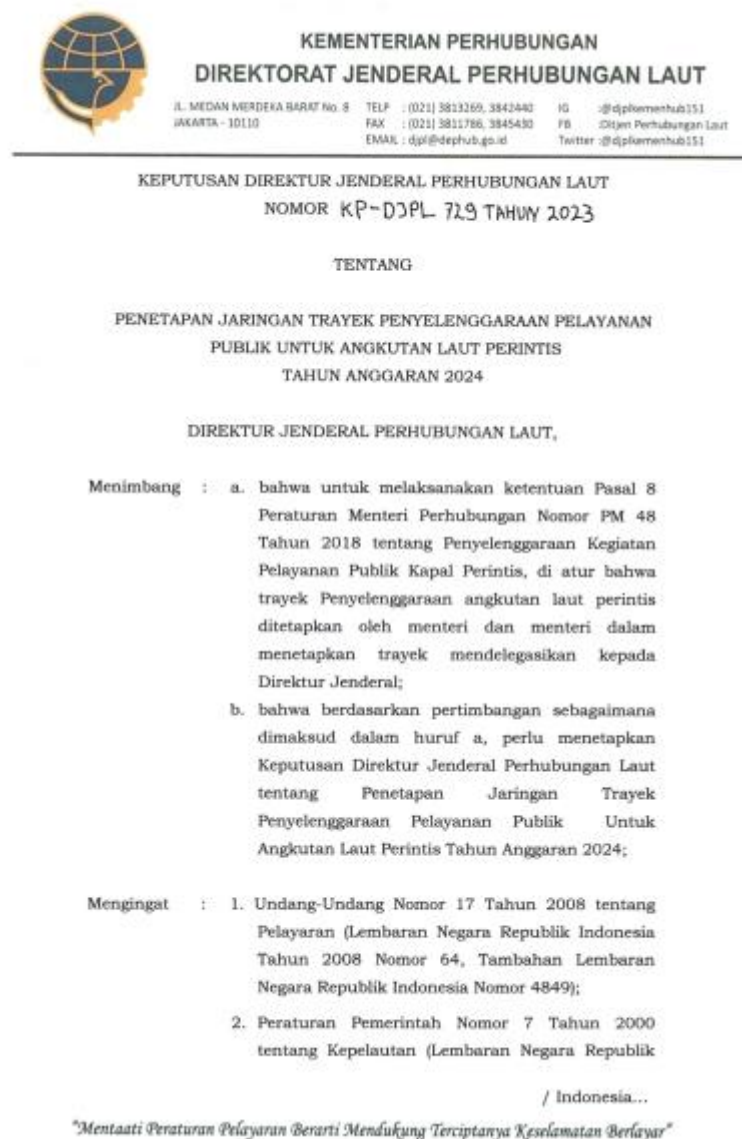 KEMENTERIAN PERHUBUNGAN
DIREKTORAT JENDERAL PERHUBUNGAN LAUT
JL. MEDAN MERDEKA BARAT No. 8 TELP : (021) 3813269, 3842440 IG :@djplkemenhub151
JAKARTA - 10110 FAX : (021) 3811786, 3845430 FB :Ditjen Perhubungan Laut
EMAIL : djpl@dephub.go.id Twitter :@djplkemenhub151
KEPUTUSAN DIREKTUR JENDERAL PERHUBUNGAN LAUT
NOMOR KP-DJPL 729 TAHUN 2023
TENTANG
PENETAPAN JARINGAN TRAYEK PENYELENGGARAAN PELAYANAN
PUBLIK UNTUK ANGKUTAN LAUT PERINTIS
TAHUN ANGGARAN 2024
DIREKTUR JENDERAL PERHUBUNGAN LAUT,
Menimbang : a. bahwa untuk melaksanakan ketentuan Pasal 8
Peraturan Menteri Perhubungan Nomor PM 48
Tahun 2018 tentang Penyelenggaraan Kegiatan
Pelayanan Publik Kapal Perintis, di atur bahwa
trayek Penyelenggaraan angkutan laut perintis
ditetapkan oleh menteri dan menteri dalam
menetapkan trayek mendelegasikan kepada
Direktur Jenderal;
b. bahwa berdasarkan pertimbangan sebagaimana
dimaksud dalam huruf a, perlu menetapkan
Keputusan Direktur Jenderal Perhubungan Laut
tentang Penetapan Jaringan Trayek
Penyelenggaraan Pelayanan Publik Untuk
Angkutan Laut Perintis Tahun Anggaran 2024;
Mengingat : 1. Undang-Undang Nomor 17 Tahun 2008 tentang
Pelayaran (Lembaran Negara Republik Indonesia
Tahun 2008 Nomor 64, Tambahan Lembaran
Negara Republik Indonesia Nomor 4849);
2. Peraturan Pemerintah Nomor 7 Tahun 2000
tentang Kepelautan (Lembaran Negara Republik
/ Indonesia...
"Mentaati Peraturan Pelayaran Berarti Mendukung Terciptanya Keselamatan Berlayar"